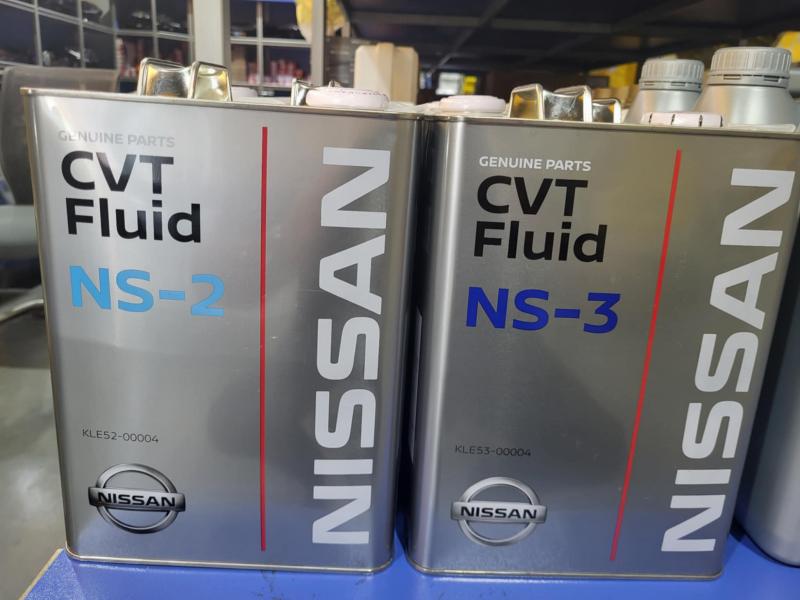 GENUINE PARTS
CVT
Fluid
NS-2
KLE52-00004
NISSAN
NISSAN
GENUINE PARTS
CVT
Fluid
NS-3
KLE53-00004
NISSAN
NISSAN